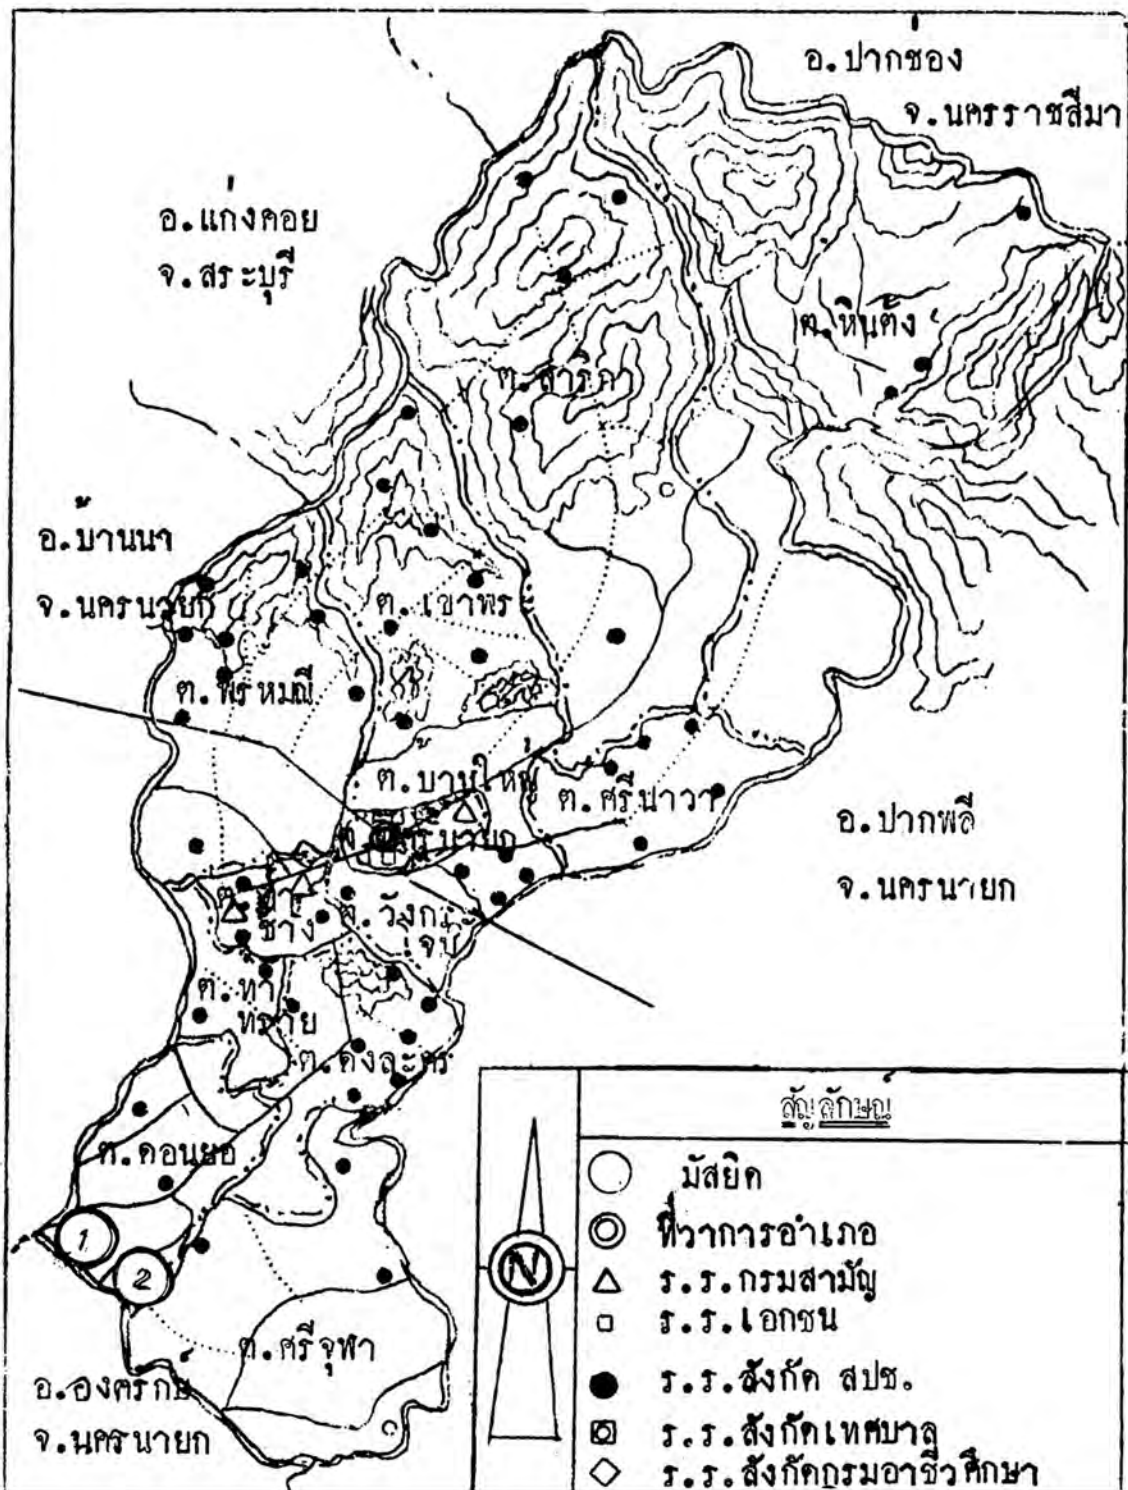 อ.ปากช่อง
จ.นครราชสีมา
อ.แก่งคอย
จ.สระบุรี
ต.หินตั้ง
ต.สาริกา
อ.บ้านนา
จ.นครนายก
ต.เขาพระ
ต.พรหมณี
ต.บ้านใหญ่
ต.ศรีนาวา
อ.ปากพลี
จ.นครนายก
ต.วังกระ
จม
ช้าง
ต.ท่า
ทราย
ต.ดงละคร
ต.ดอนยอ
1
2
ต.ศรีจุฬา
อ.องครักษ์
จ.นครนายก
N
สัญลักษณ์
มัสยิด
ที่วาการอำเภอ
ร.ร.กรมสามัญ
ร.ร.เอกชน
ร.ร.สังกัด สปช.
ร.ร.สังกัดเทศบาล
ร.ร.สังกัดกรมอาชีวศึกษา